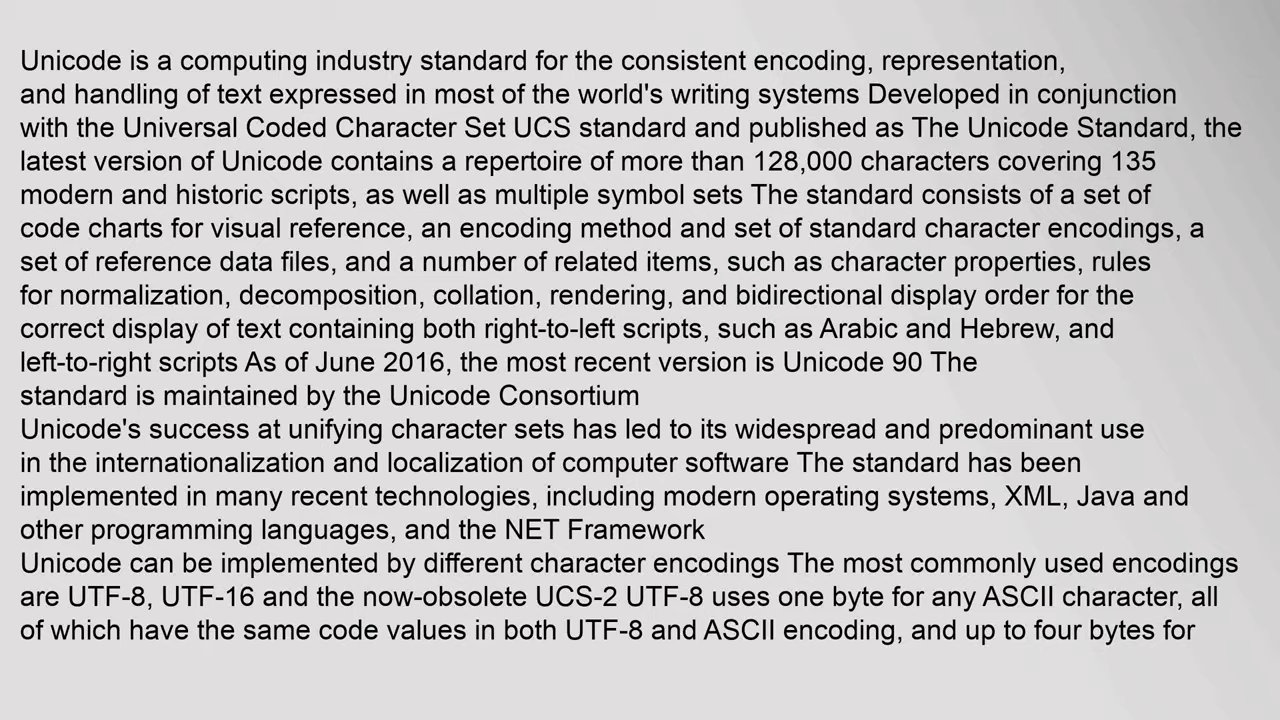 Unicode is a computing industry standard for the consistent encoding, representation,
and handling of text expressed in most of the world's writing systems Developed in conjunction
with the Universal Coded Character Set UCS standard and published as The Unicode Standard, the
latest version of Unicode contains a repertoire of more than 128,000 characters covering 135
modern and historic scripts, as well as multiple symbol sets The standard consists of a set of
code charts for visual reference, an encoding method and set of standard character encodings, a
set of reference data files, and a number of related items, such as character properties, rules
for normalization, decomposition, collation, rendering, and bidirectional display order for the
correct display of text containing both right-to-left scripts, such as Arabic and Hebrew, and
left-to-right scripts As of June 2016, the most recent version is Unicode 90 The
standard is maintained by the Unicode Consortium
Unicode's success at unifying character sets has led to its widespread and predominant use
in the internationalization and localization of computer software The standard has been
implemented in many recent technologies, including modern operating systems, XML, Java and
other programming languages, and the NET Framework
Unicode can be implemented by different character encodings The most commonly used encodings
are UTF-8, UTF-16 and the now-obsolete UCS-2 UTF-8 uses one byte for any ASCII character, all
of which have the same code values in both UTF-8 and ASCII encoding, and up to four bytes for